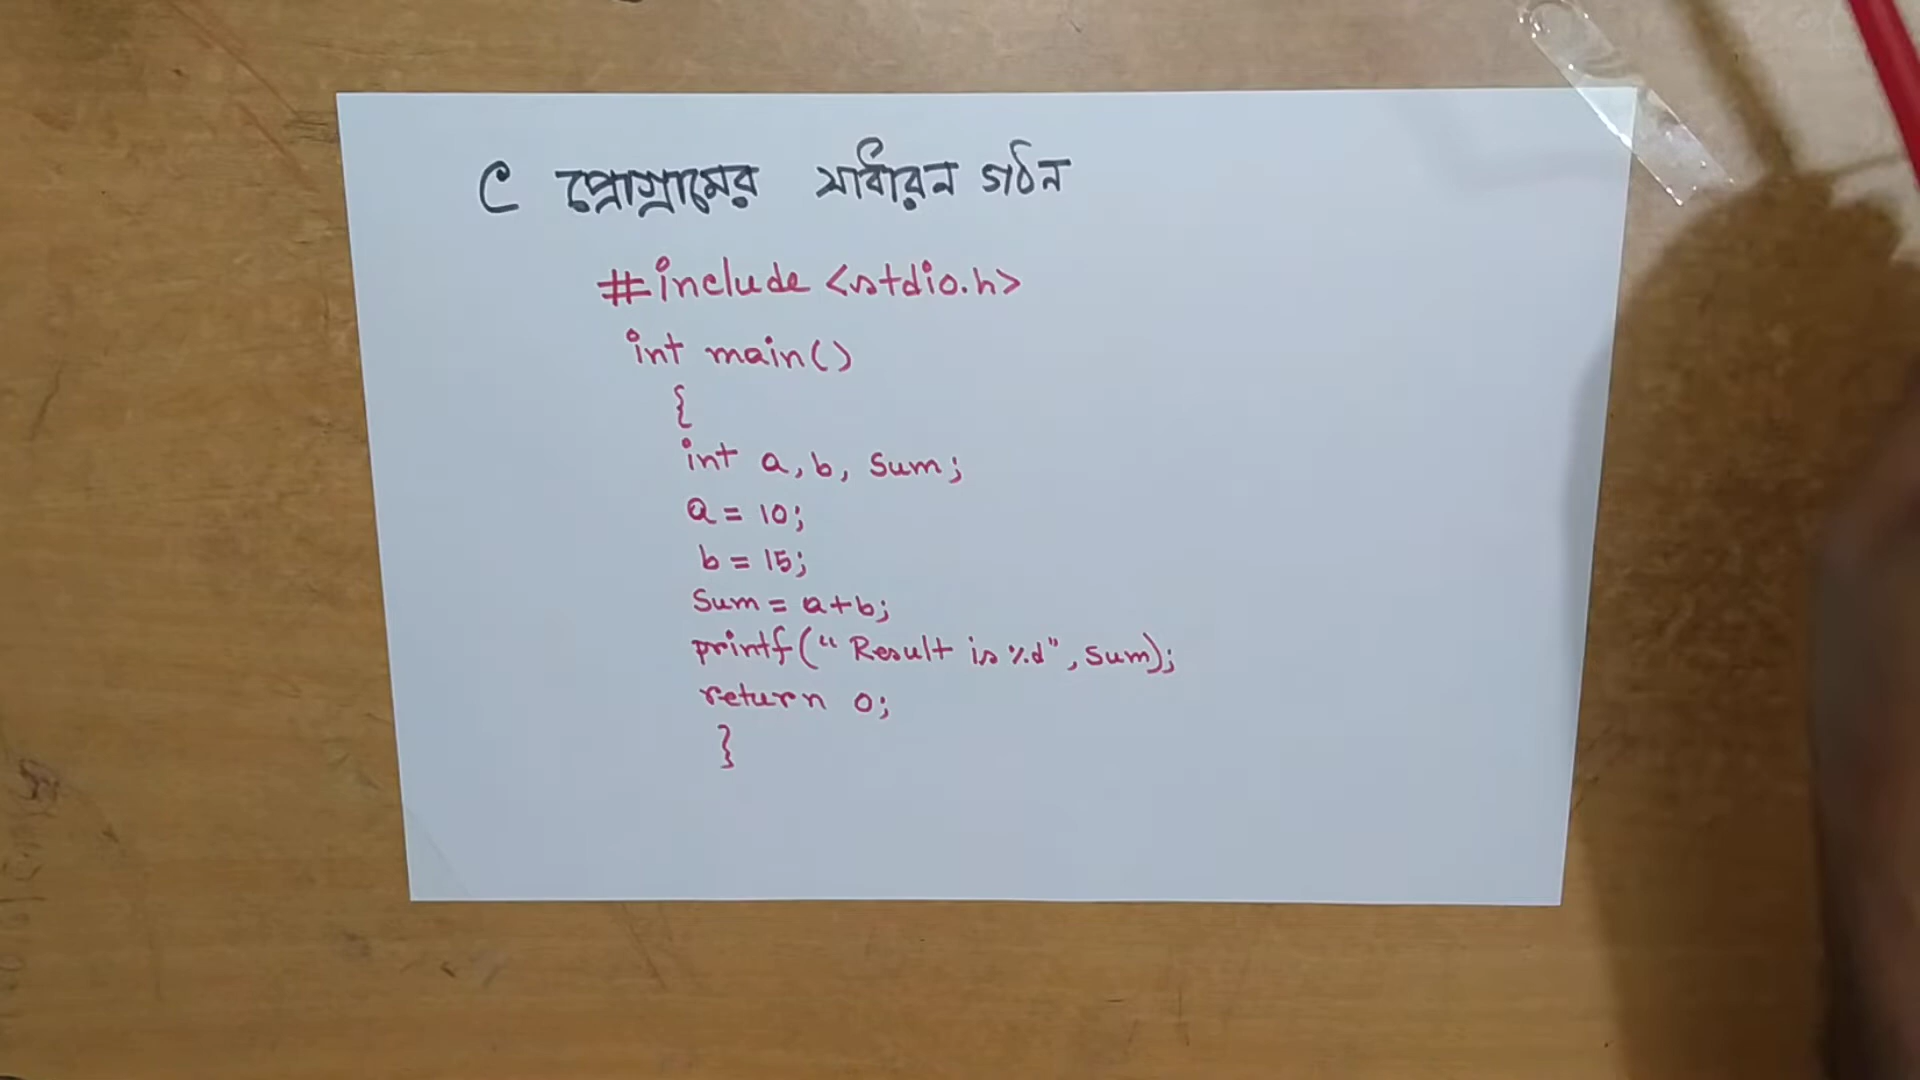 C প্রোগ্রামের সাধারন গঠন
#include <stdio.h>
int main()
{
int a, b, Sum;
a = 10;
b = 15;
Sum = a+b;
printf(“Result is %d”, Sum);
return 0;
}